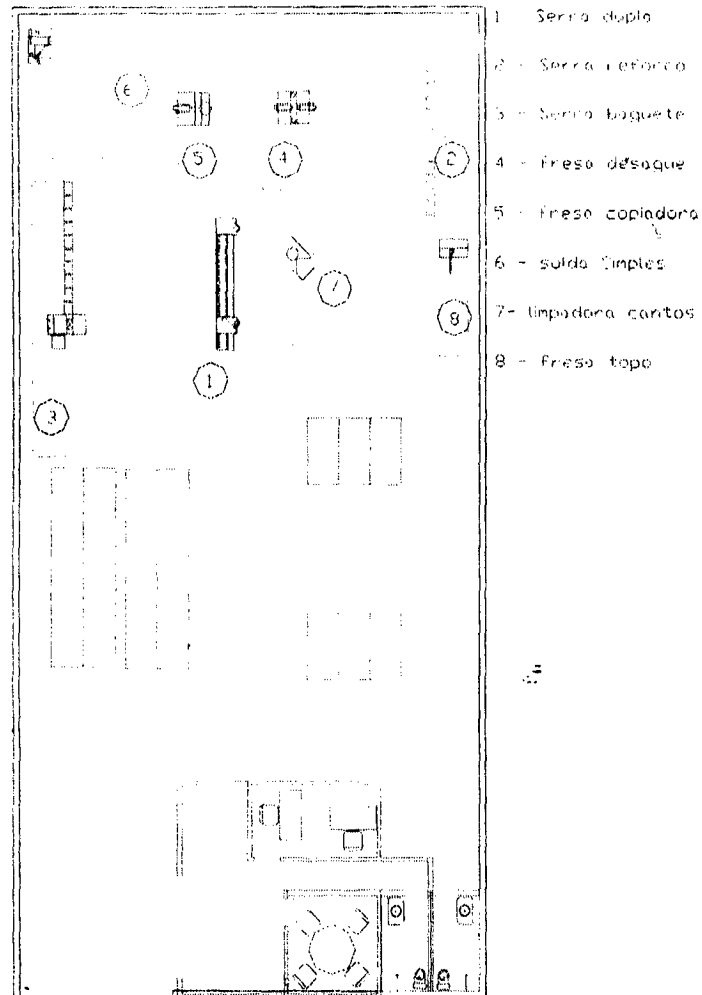 1 Serra dupla
2 - Serra reforco
3 - Serra baguete
4 - fresa desague
5 - fresa copiadora
6 - solda simples
7- limpadora cantos
8 - fresa topo
6
5
4
2
7
8
1
3